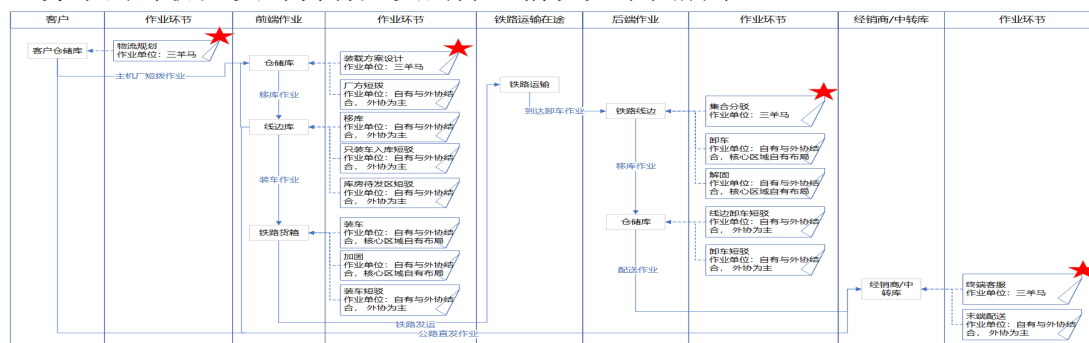 客户
作业环节
前端作业
作业环节
铁路运输在途
后端作业
作业环节
经销商/中转库
作业环节
客户仓储库
物流规划
作业单位：三羊马
主机厂短拨作业
仓储库
装载方案设计
作业单位：三羊马
厂方短拨
作业单位：自有与外协结
合， 外协为主
移库作业
线边库
移库
作业单位：自有与外协结
合， 外协为主
只装车入库短驳
作业单位：自有与外协结
合， 外协为主
库房待发区短驳
作业单位：自有与外协结
合， 外协为主
装车作业
铁路货箱
装车
作业单位：自有与外协结
合，核心区域自有布局
加固
作业单位：自有与外协结
合，核心区域自有布局
装车短驳
作业单位：自有与外协结
合， 外协为主
铁路发运
公路直发作业
铁路运输
到达卸车作业
铁路线边
集合分驳
作业单位：三羊马
卸车
作业单位：自有与外协结
合，核心区域自有布局
解固
作业单位：自有与外协结
合，核心区域自有布局
移库作业
仓储库
线边卸车短驳
作业单位：自有与外协结
合， 外协为主
卸车短驳
作业单位：自有与外协结
合， 外协为主
配送作业
经销商/中
转库
终端客服
作业单位：三羊马
末端配送
作业单位：自有与外协结
合， 外协为主